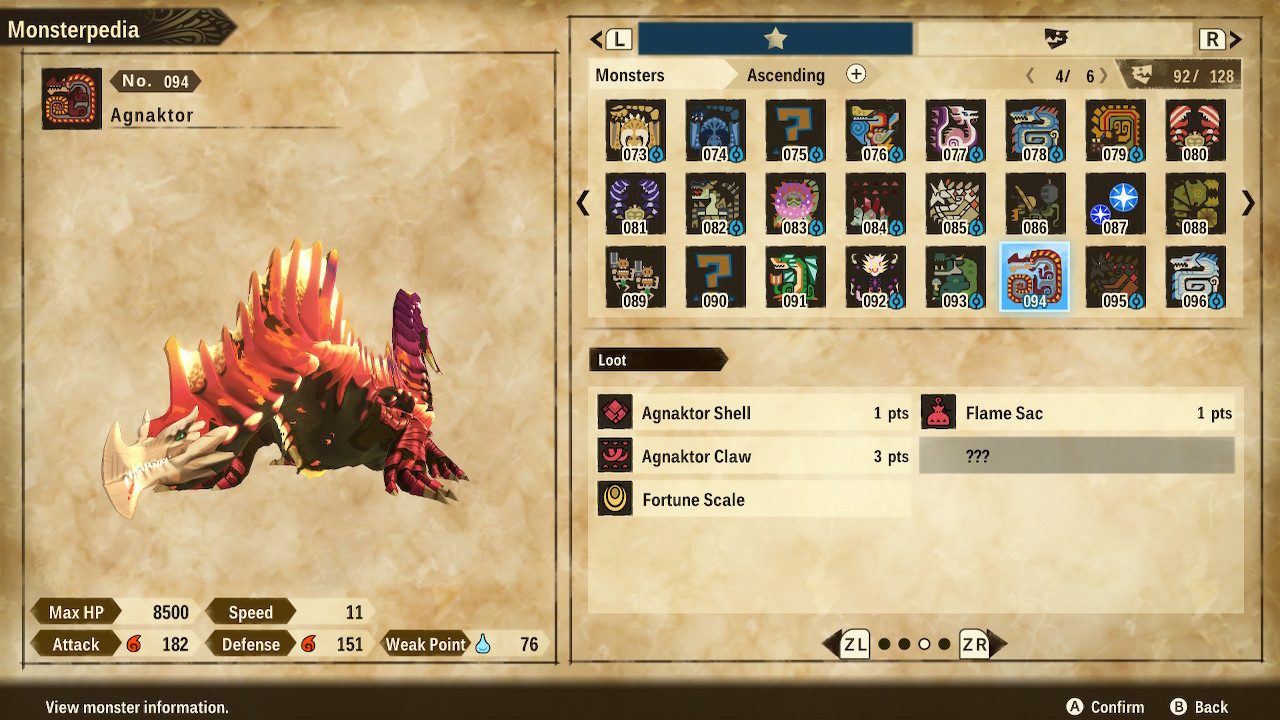 Monsterpedia
No. 094
Agnaktor
L
R
Monsters
Ascending
4/ 6
92/ 128
073 074 ? 075 076 077 078 079 080
081 082 083 084 085 086 087 088
089 ? 090 091 092 093 094 095 096
Loot
Agnaktor Shell 1 pts
Flame Sac 1 pts
Agnaktor Claw 3 pts
???
Fortune Scale
Max HP 8500
Speed 11
Attack 182
Defense 151
Weak Point 76
ZL ZR
View monster information.
A Confirm
B Back